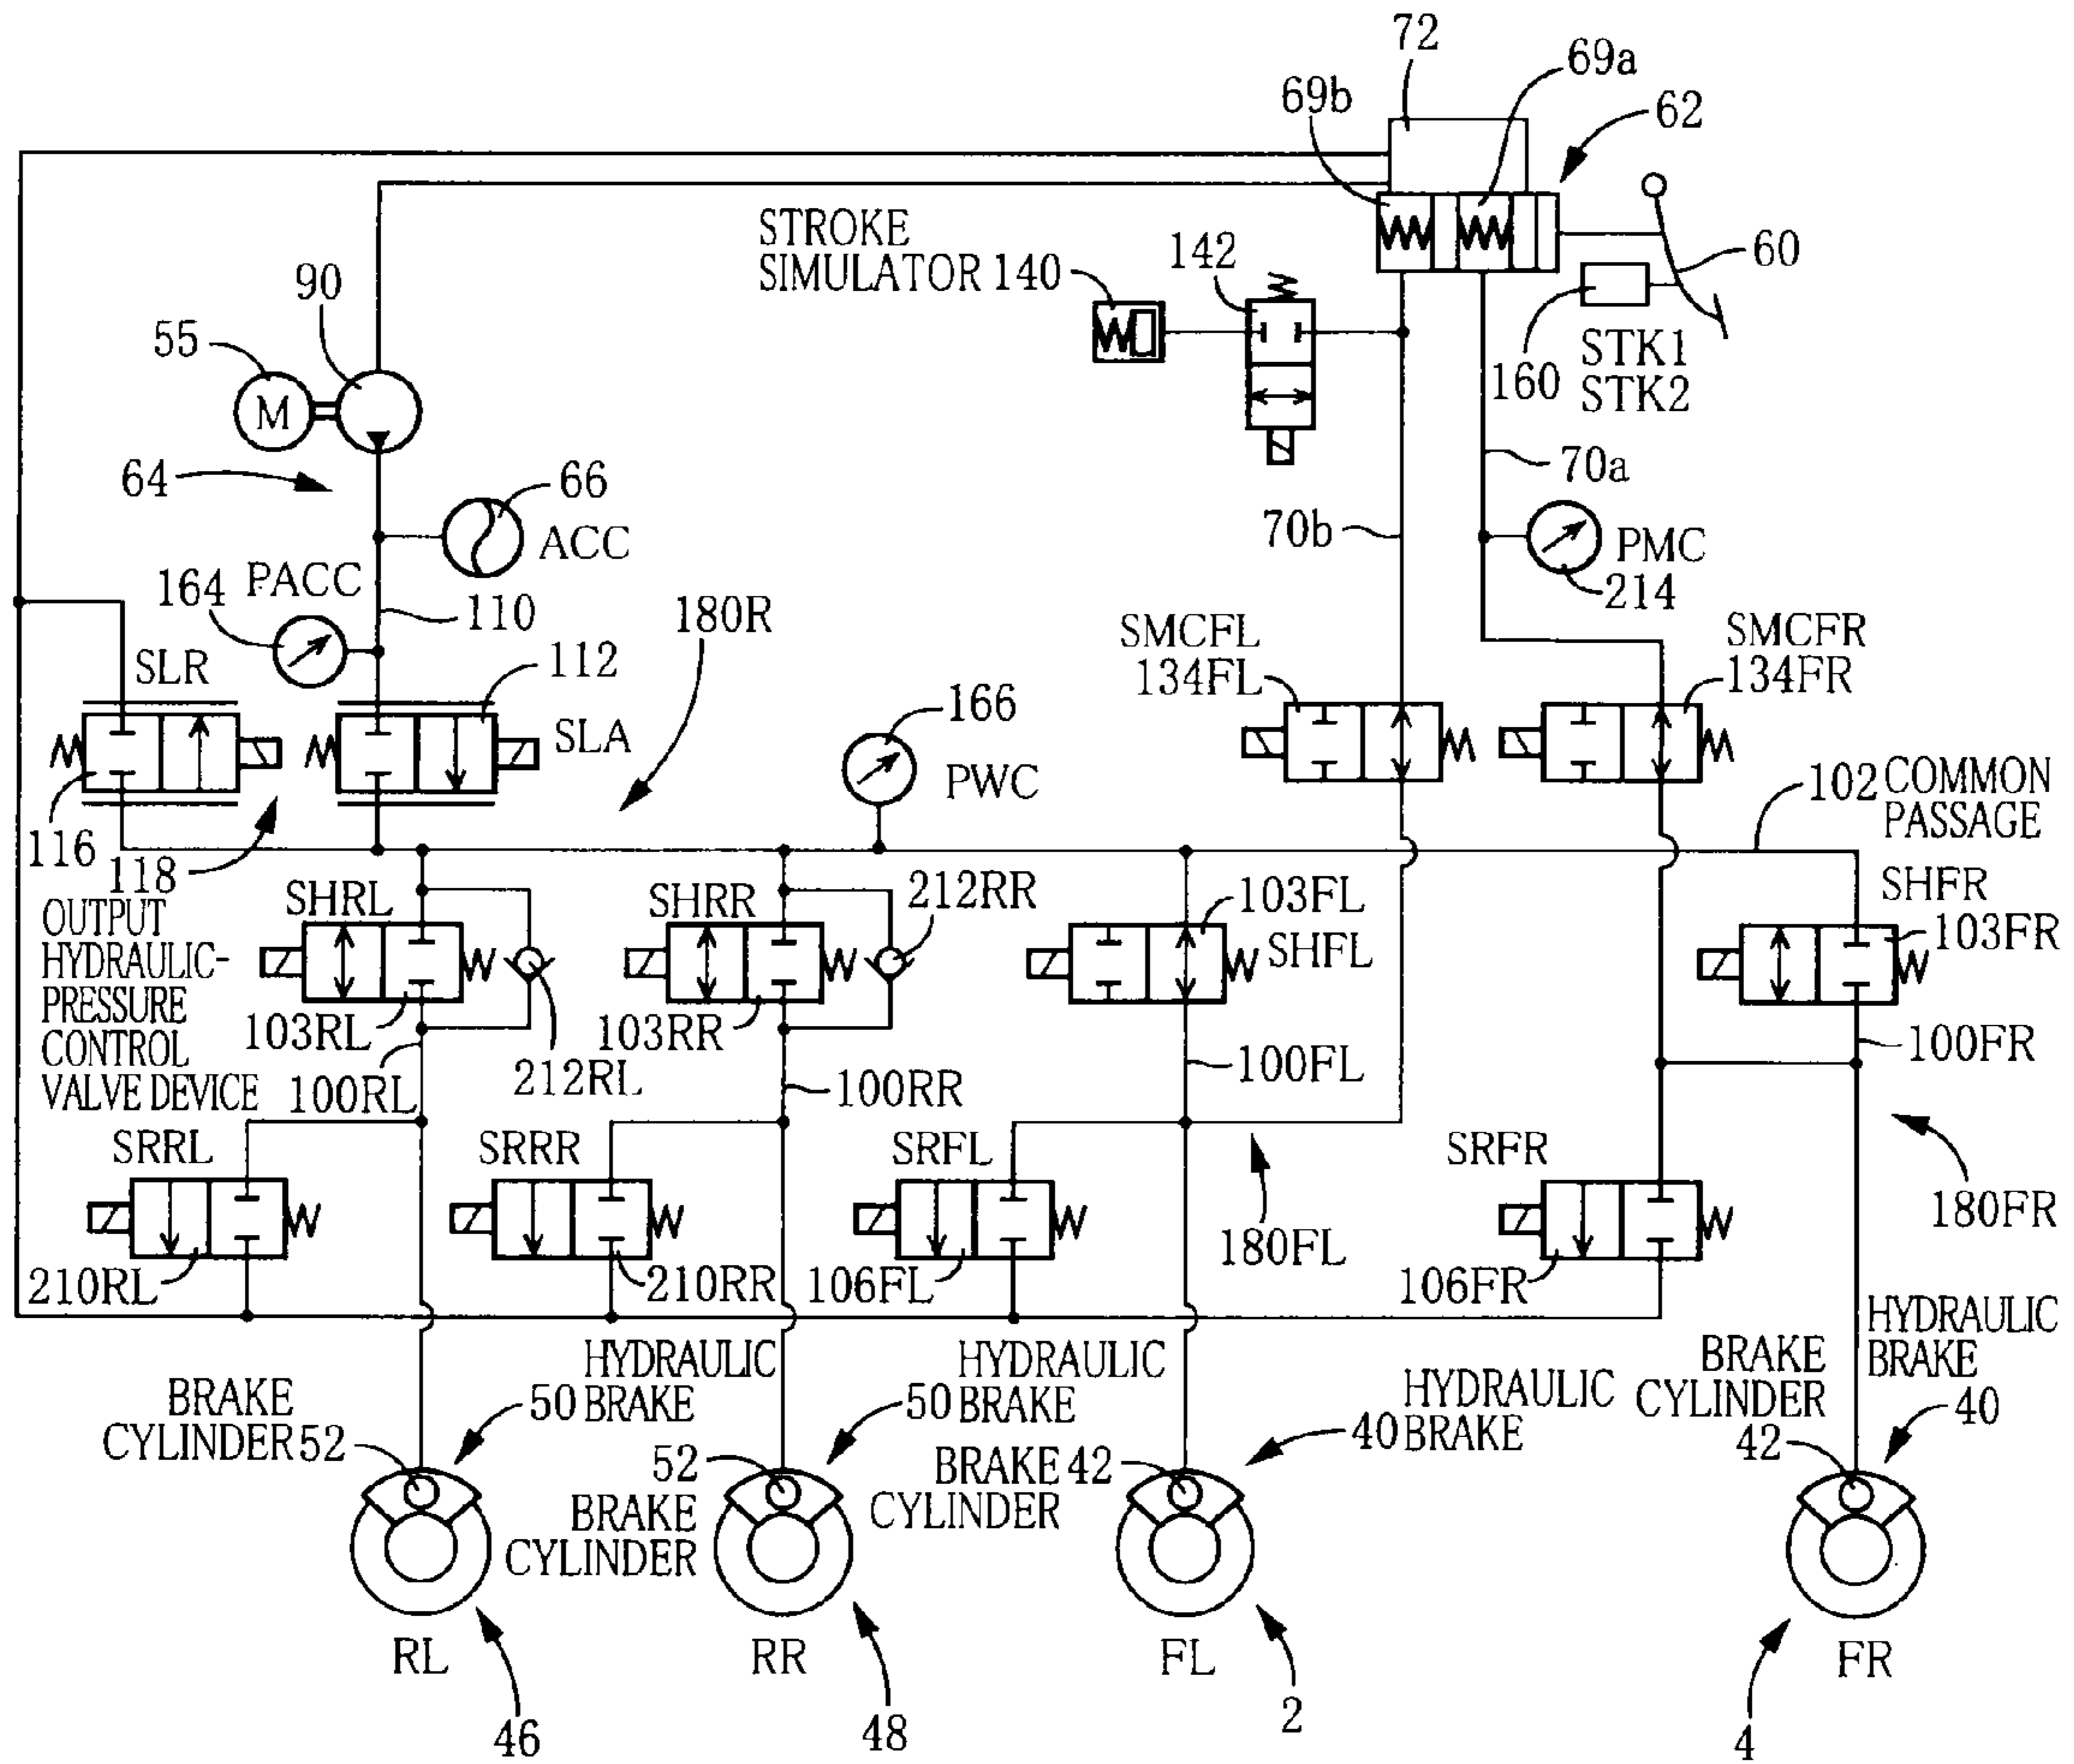 72
69a
69b
62
STROKE
SIMULATOR 140
142
60
90
55
M
160
STK1
STK2
64
66
ACC
70a
70b
PMC
214
PACC
164
110
180R
SLR
112
SLA
166
PWC
SMCFL
134FL
SMCFR
134FR
102 COMMON
PASSAGE
116
118
OUTPUT
HYDRAULIC-
PRESSURE
CONTROL
VALVE DEVICE
SHRL
103RL
212RL
100RL
SHRR
212RR
103RR
100RR
103FL
SHFL
100FL
SHFR
103FR
100FR
SRRL
210RL
SRRR
210RR
SRFL
106FL
180FL
SRFR
106FR
180FR
BRAKE
CYLINDER 52
HYDRAULIC
50 BRAKE
52
BRAKE
CYLINDER
HYDRAULIC
50 BRAKE
BRAKE 42
CYLINDER
HYDRAULIC
40 BRAKE
BRAKE
CYLINDER
42
HYDRAULIC
BRAKE
40
RL
46
RR
48
FL
2
FR
4